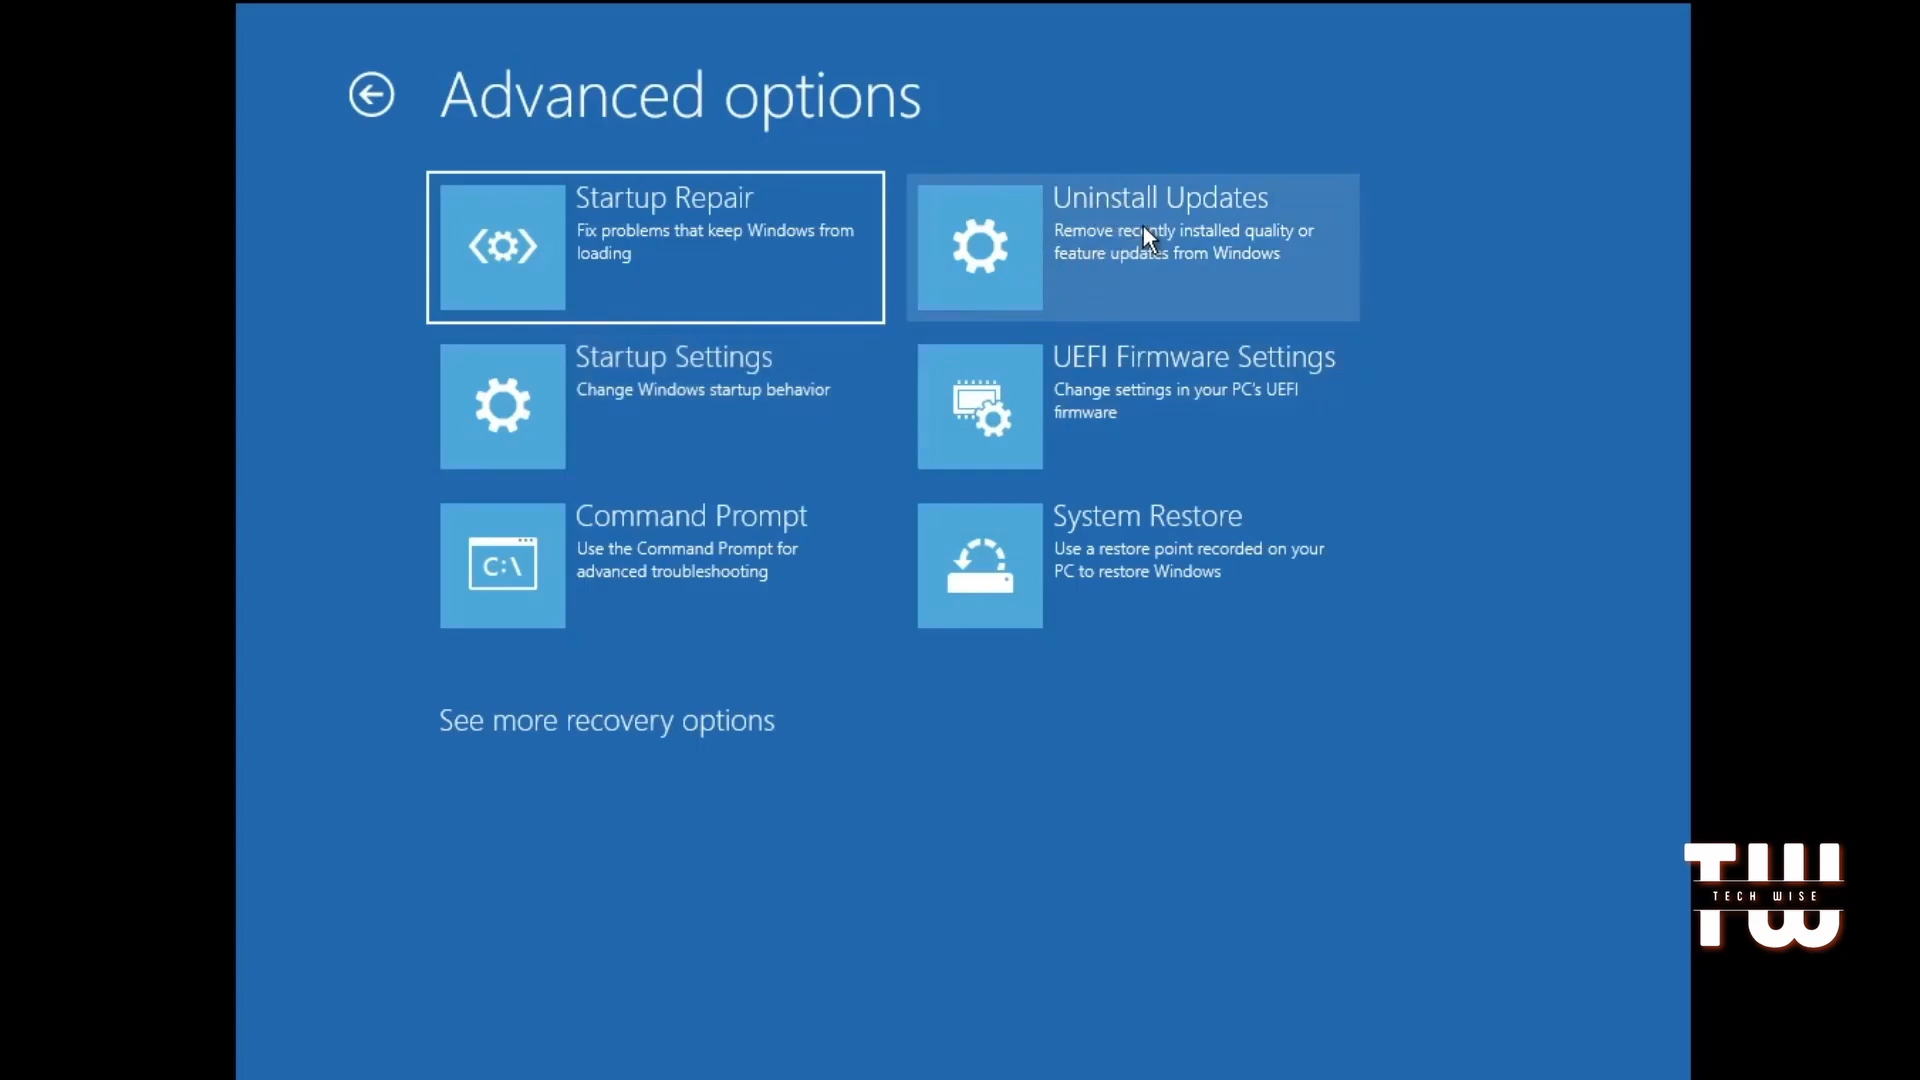 Advanced options
Startup Repair
Fix problems that keep Windows from
loading
Uninstall Updates
Remove recently installed quality or
feature updates from Windows
Startup Settings
Change Windows startup behavior
UEFI Firmware Settings
Change settings in your PC's UEFI
firmware
Command Prompt
Use the Command Prompt for
advanced troubleshooting
C:\
System Restore
Use a restore point recorded on your
PC to restore Windows
See more recovery options
TW
TECH WISE